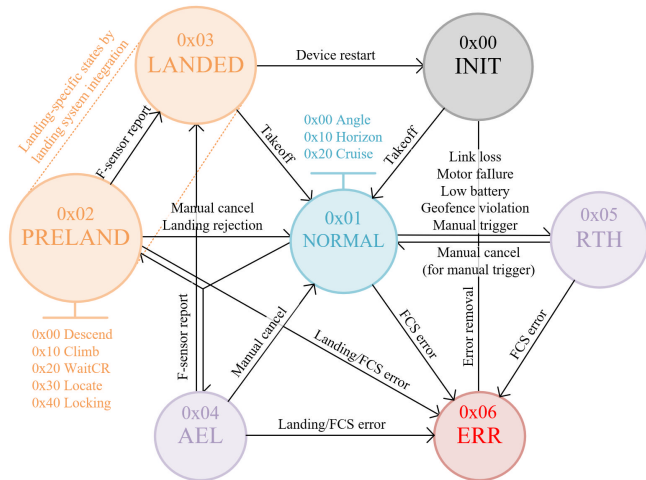 0x03
LANDED
Device restart
0x00
INIT
Landing-specific states by
landing system integration
F-sensor report
Takeoff
0x00 Angle
0x10 Horizon
0x20 Cruise
Takeoff
Link loss
Motor failure
Low battery
Geofence violation
Manual trigger
0x02
PRELAND
Manual cancel
Landing rejection
0x01
NORMAL
Manual cancel
(for manual trigger)
0x05
RTH
0x00 Descend
0x10 Climb
0x20 WaitCR
0x30 Locate
0x40 Locking
F-sensor report
Manual cancel
Landing/FCS error
FCS error
Error removal
FCS error
0x04
AEL
Landing/FCS error
0x06
ERR